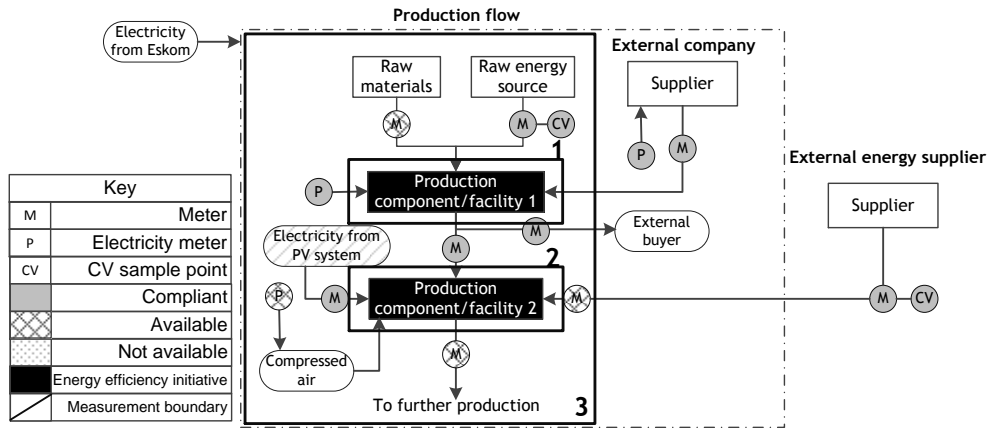 Production flow
Electricity
from Eskom
External company
Raw
materials
Raw energy
source
Supplier
M
M
CV
P
M
1
External energy supplier
Production
component/facility 1
P
Supplier
Key
M Meter
P Electricity meter
CV CV sample point
Compliant
Available
Not available
Energy efficiency initiative
Measurement boundary
Electricity from
PV system
M
M
External
buyer
2
P
M
Production
component/facility 2
M
M
CV
Compressed
air
M
To further production
3